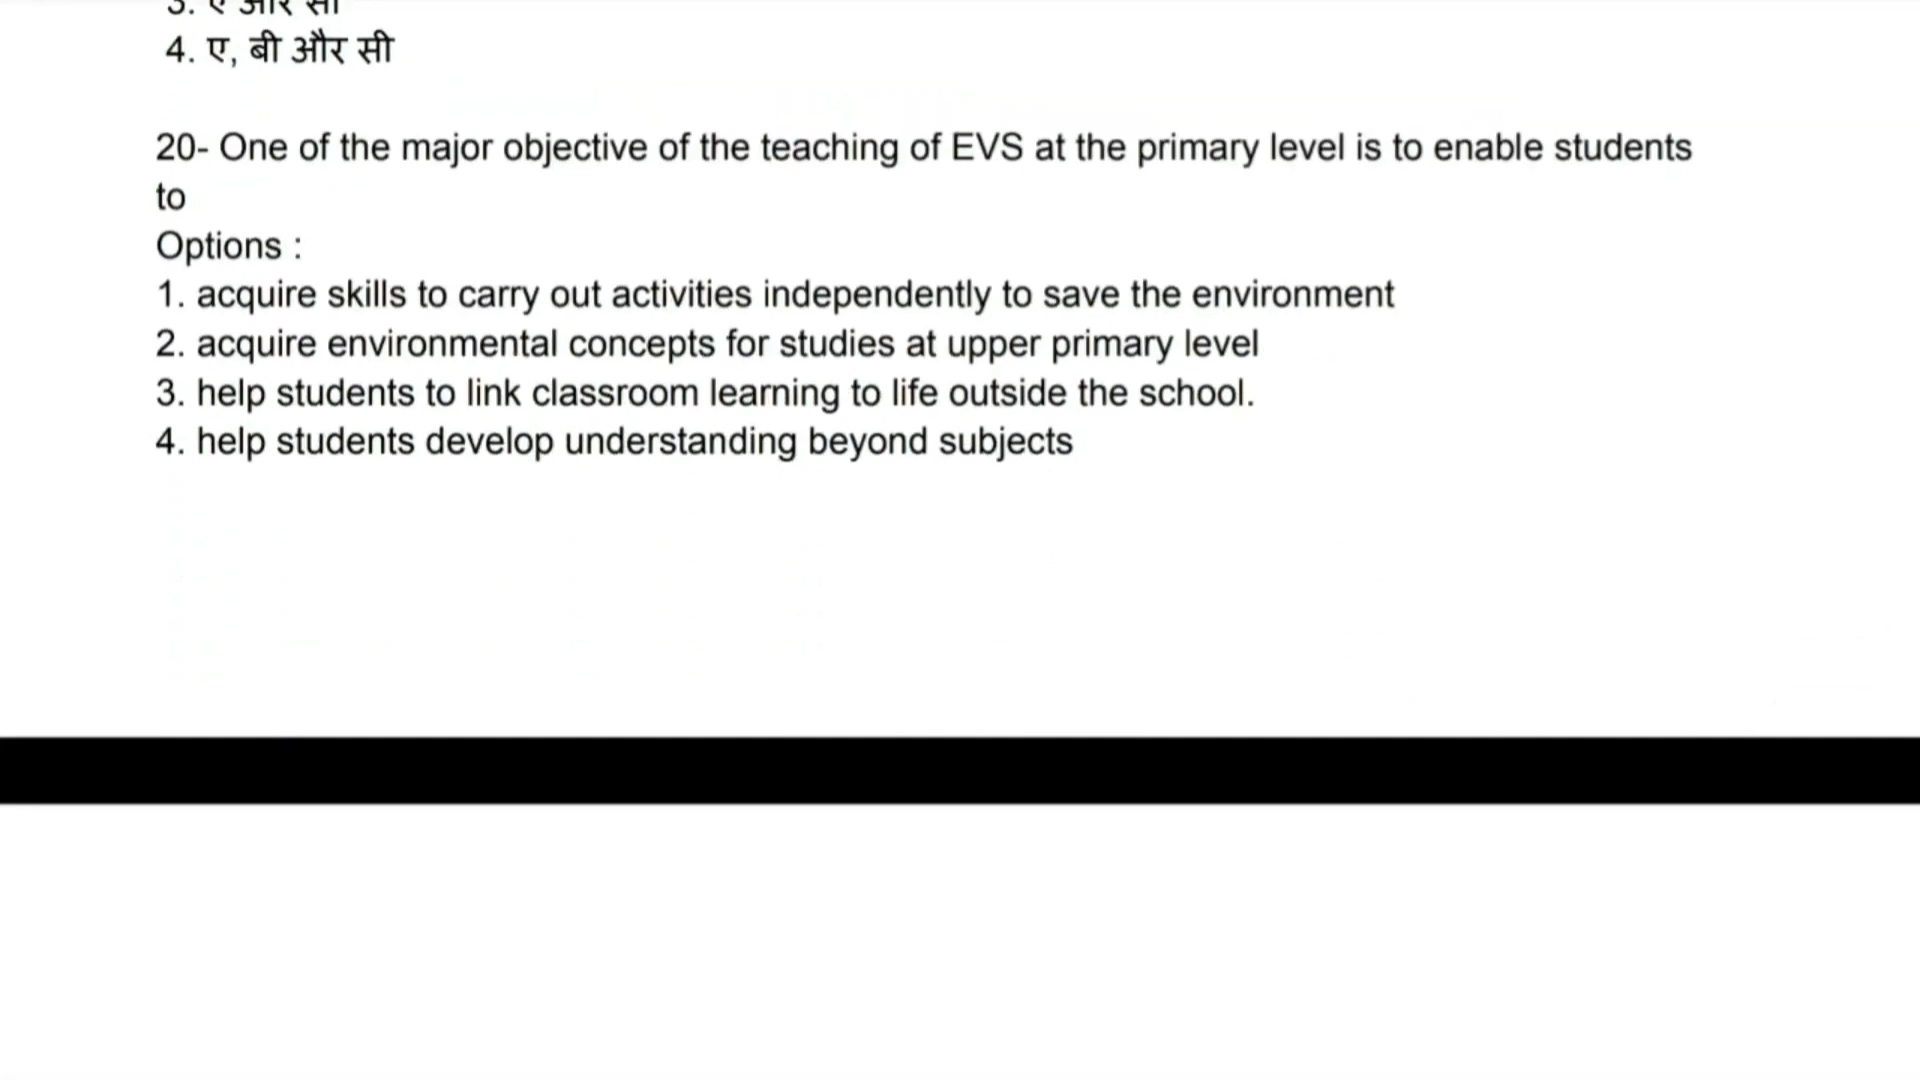 3. ए और सी
4. ए, बी और सी
20- One of the major objective of the teaching of EVS at the primary level is to enable students
to
Options :
1. acquire skills to carry out activities independently to save the environment
2. acquire environmental concepts for studies at upper primary level
3. help students to link classroom learning to life outside the school.
4. help students develop understanding beyond subjects